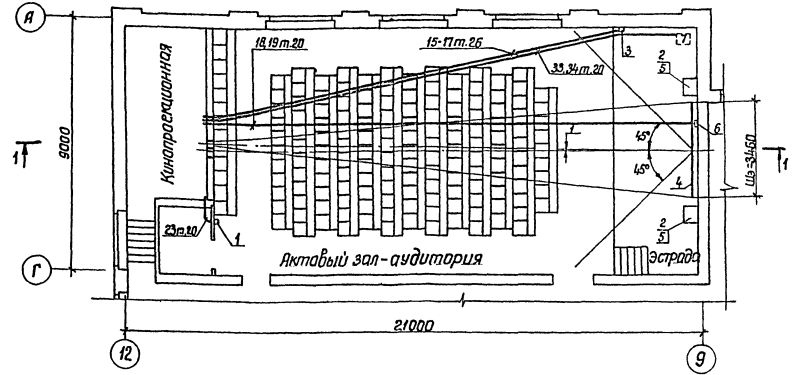 А
18,19 т.20
15-17 т.26
33,34 т.20
3
2
5
6
Кинопроекционная
9000
1
1
45°
45°
4
Шэ=3460
1
23 т.20
1
2
5
Актовый зал-аудитория
Эстрада
Г
21000
12
9